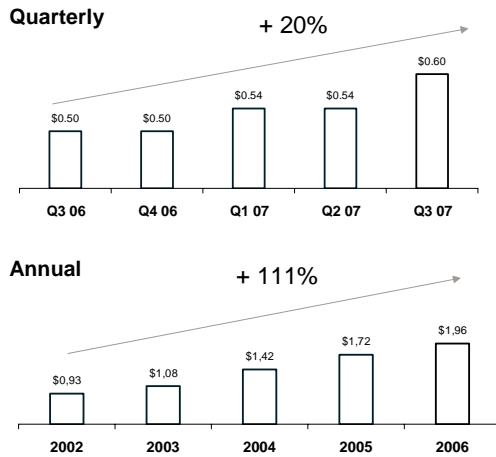 Quarterly
+ 20%
$0.50 $0.50 $0.54 $0.54 $0.60
Q3 06 Q4 06 Q1 07 Q2 07 Q3 07
Annual
+ 111%
$0,93 $1,08 $1,42 $1,72 $1,96
2002 2003 2004 2005 2006